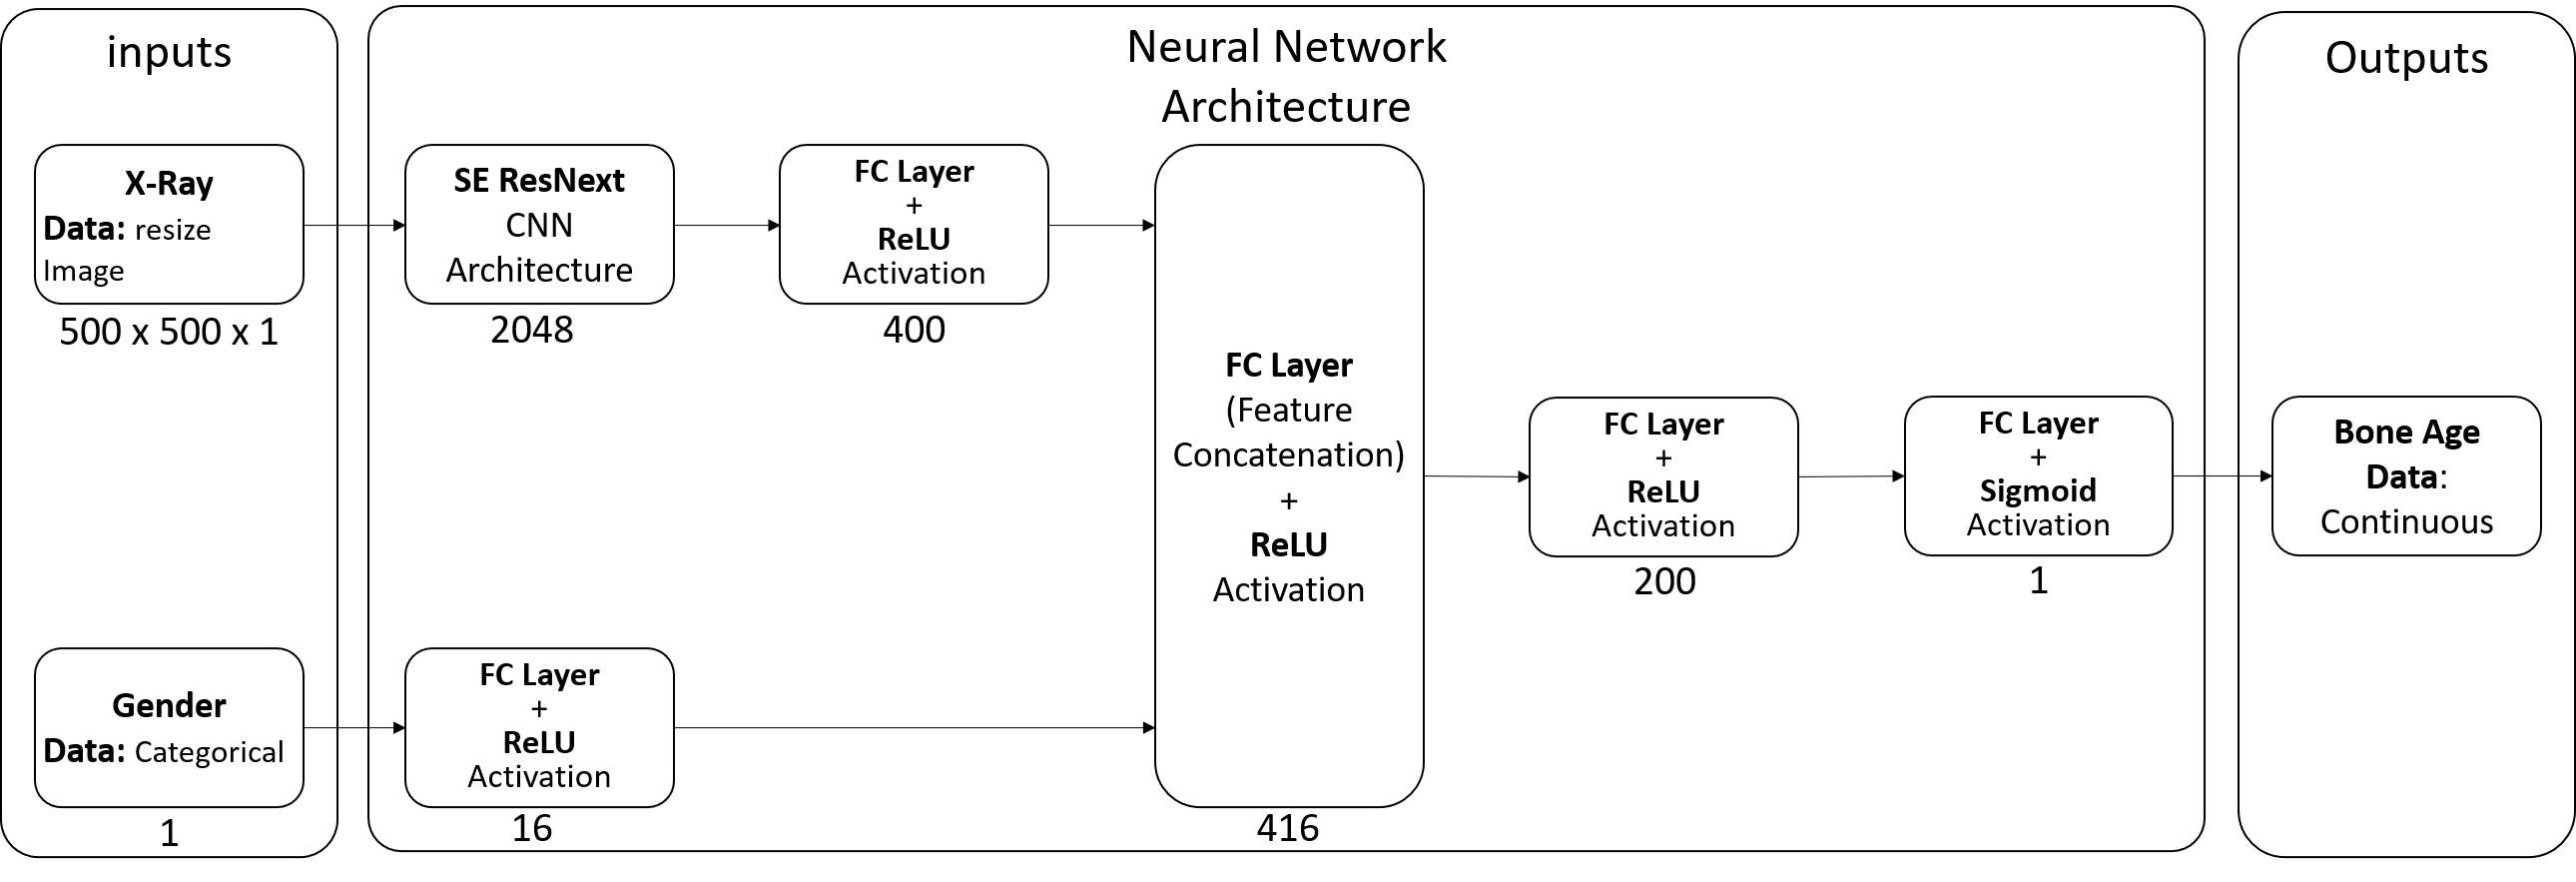 inputs
X-Ray
Data: resize
Image
500 x 500 x 1
Gender
Data: Categorical
1
Neural Network
Architecture
SE ResNext
CNN
Architecture
2048
FC Layer
+
ReLU
Activation
400
FC Layer
+
ReLU
Activation
16
FC Layer
(Feature
Concatenation)
+
ReLU
Activation
416
FC Layer
+
ReLU
Activation
200
FC Layer
+
Sigmoid
Activation
1
Outputs
Bone Age
Data:
Continuous